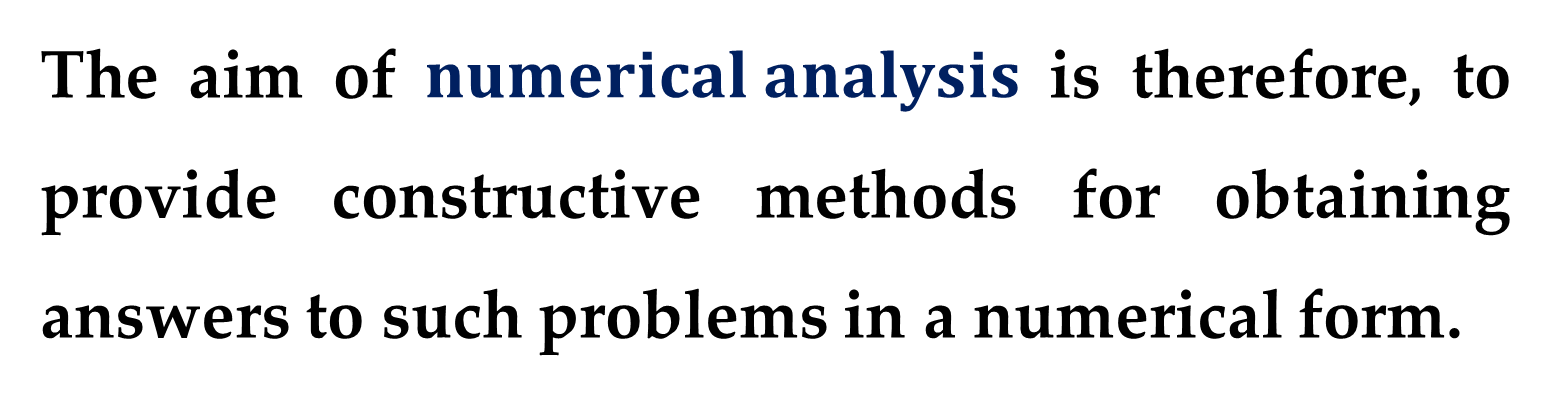 The aim of numerical analysis is therefore, to
provide constructive methods for obtaining
answers to such problems in a numerical form.